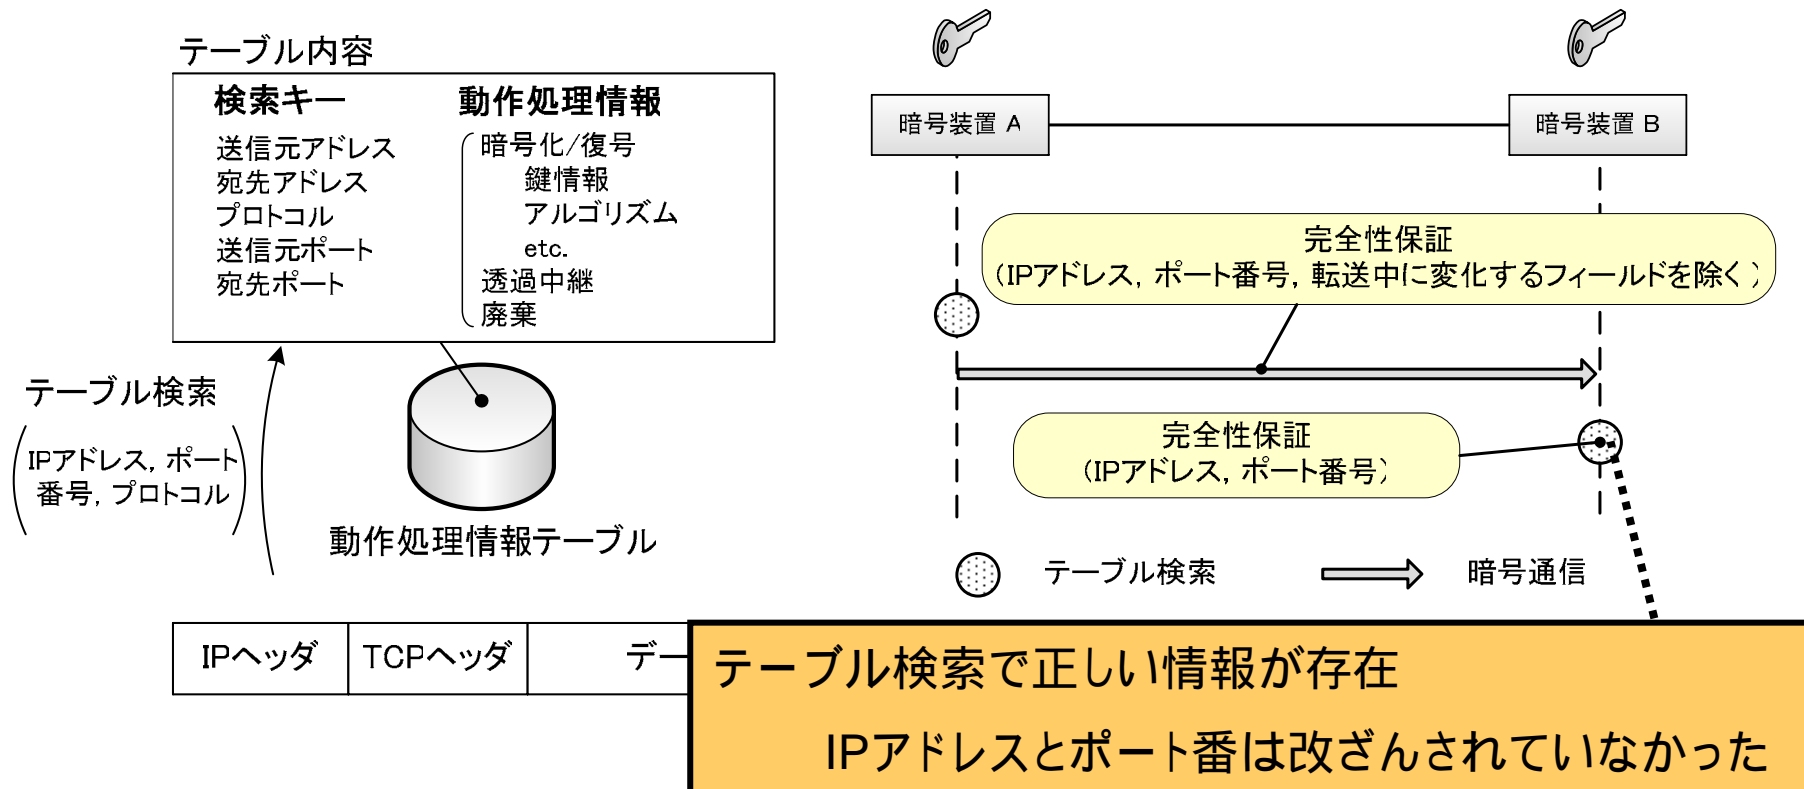 テーブル内容
検索キー
送信元アドレス
宛先アドレス
プロトコル
送信元ポート
宛先ポート
動作処理情報
暗号化/復号
鍵情報
アルゴリズム
etc.
透過中継
廃棄
テーブル検索
IPアドレス, ポート
番号, プロトコル
動作処理情報テーブル
暗号装置 A
暗号装置 B
完全性保証
(IPアドレス, ポート番号, 転送中に変化するフィールドを除く)
完全性保証
(IPアドレス, ポート番号)
テーブル検索
暗号通信
IPヘッダ
TCPヘッダ
デー
テーブル検索で正しい情報が存在
IPアドレスとポート番は改ざんされていなかった